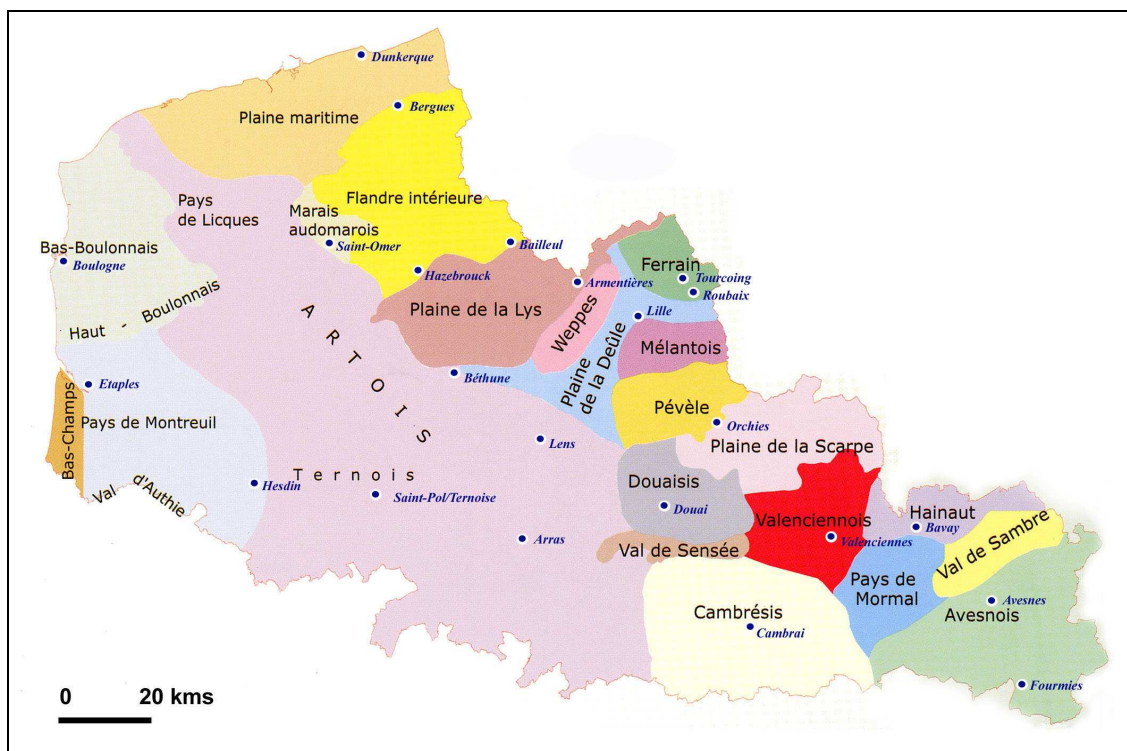 Dunkerque
Bergues
Plaine maritime
Pays
de Licques
Flandre intérieure
Marais
audomarois
Saint-Omer
Bailleul
Bas-Boulonnais
Boulogne
Hazebrouck
Armentières
Ferrain
Tourcoing
Roubaix
Haut - Boulonnais
ARTOIS
Plaine de la Lys
Weppes
Lille
Plaine
de la Deûle
Mélantois
Béthune
Etaples
Bas-Champs
Pays de Montreuil
Pévèle
Orchies
Lens
Plaine de la Scarpe
Val d'Authie
Hesdin
Ternois
Saint-Pol/Ternoise
Douaisis
Douai
Valenciennois
Valenciennes
Hainaut
Bavay
Arras
Val de Sensée
Val de Sambre
Pays de
Mormal
Avesnes
Avesnois
Cambrésis
Cambrai
Fourmies
0 20 kms